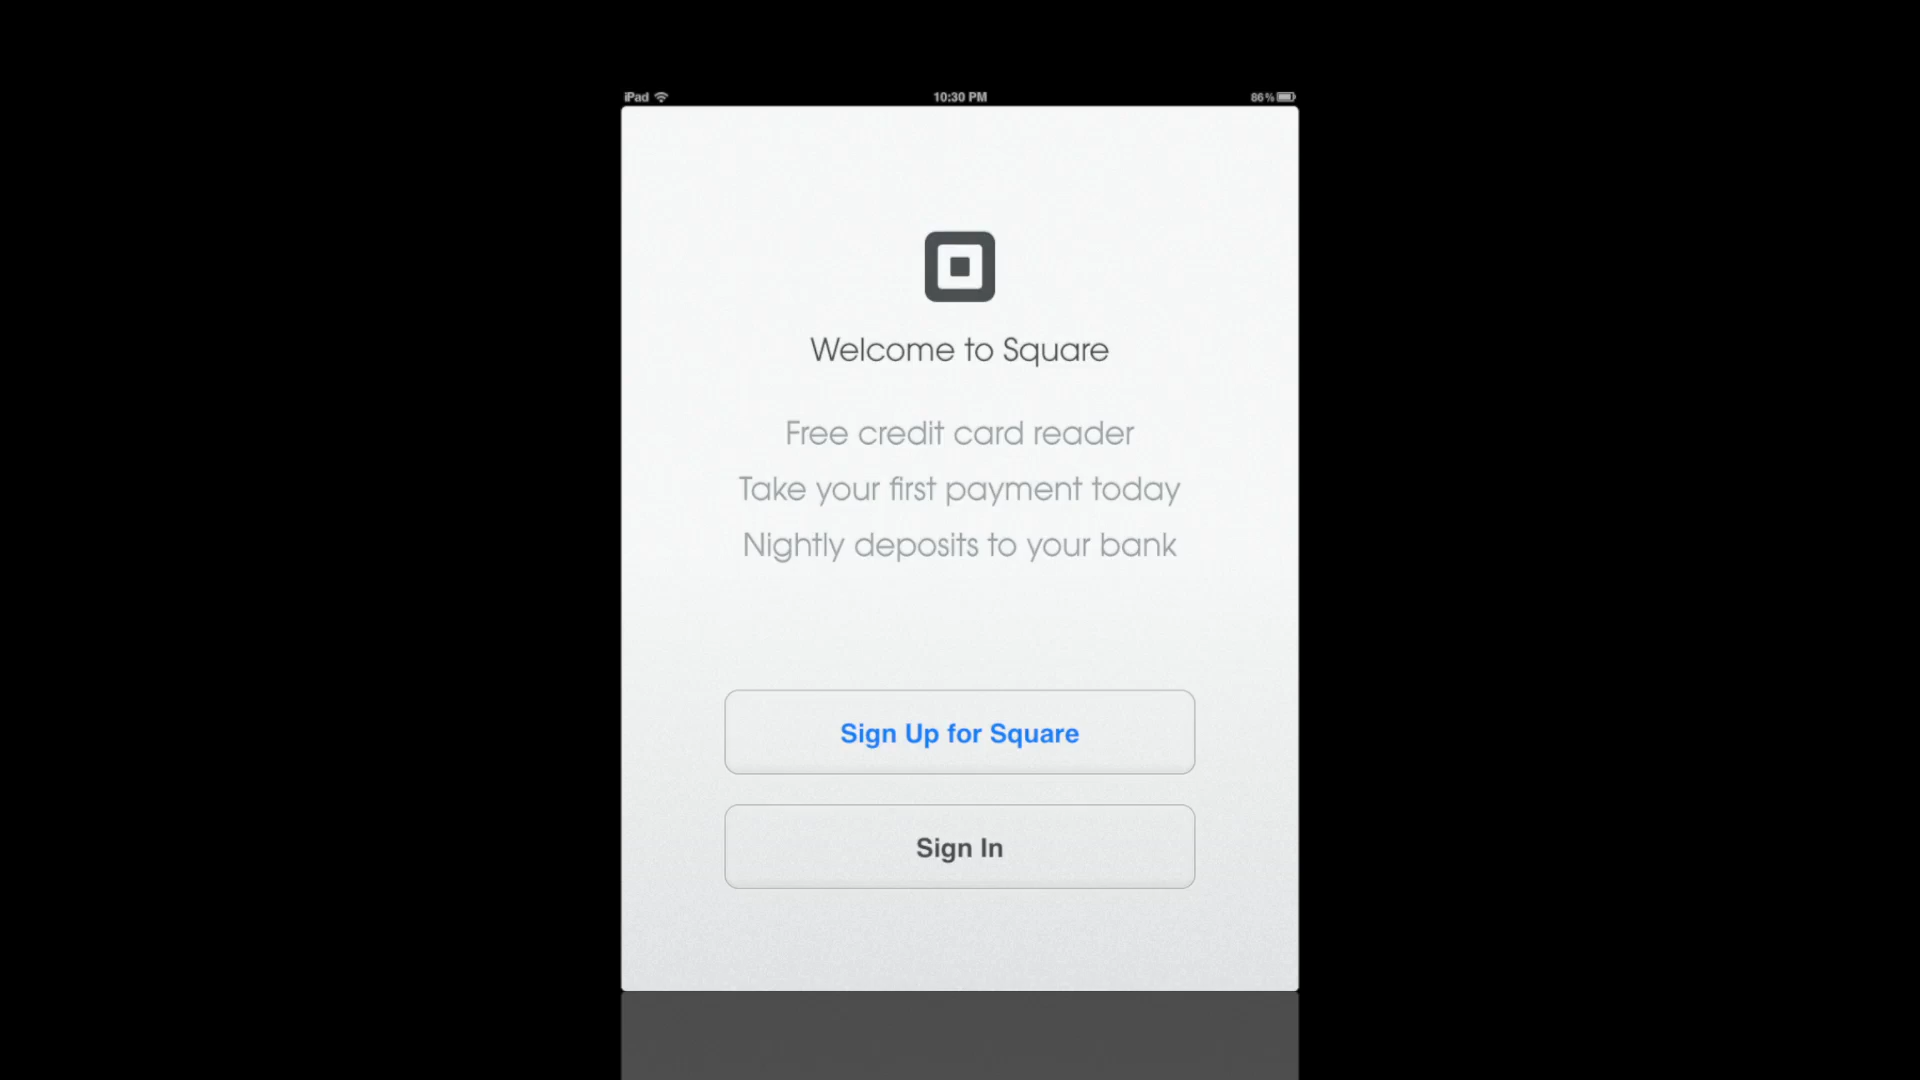 iPad 10:30 PM 86%
Welcome to Square
Free credit card reader
Take your first payment today
Nightly deposits to your bank
Sign Up for Square
Sign In